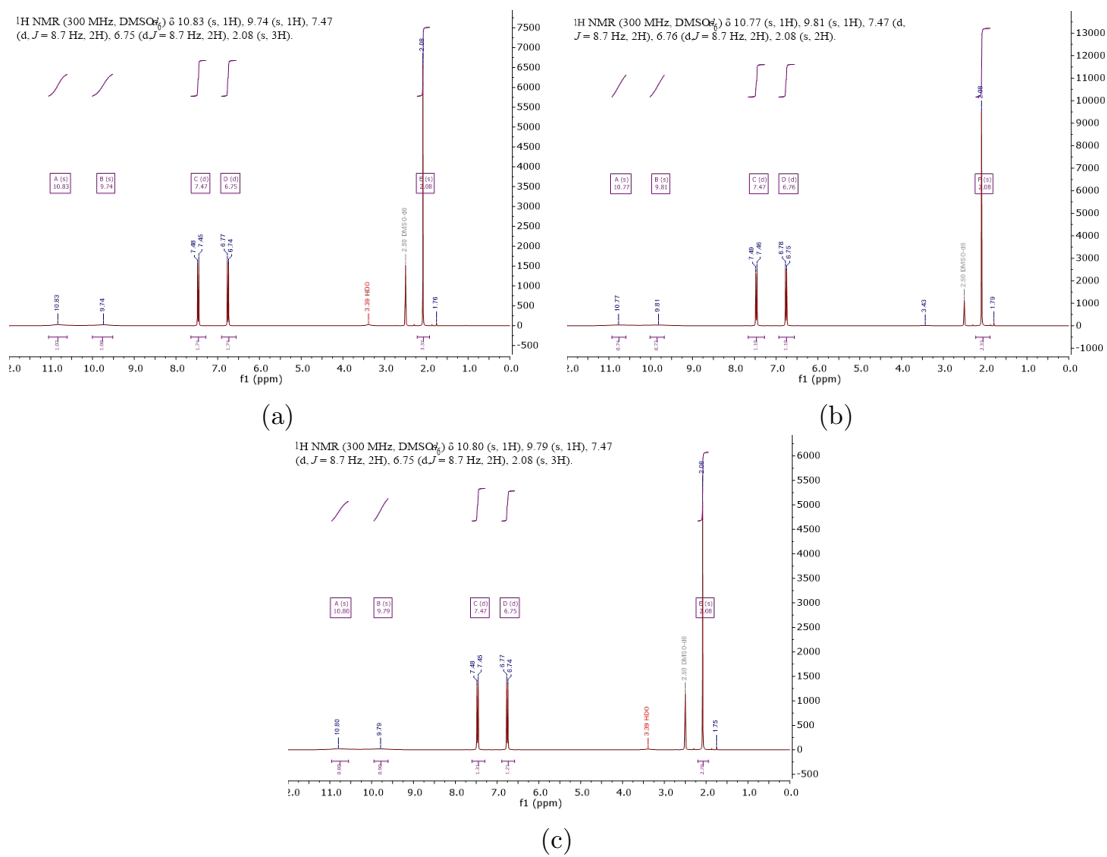 1H NMR (300 MHz, DMSO-d6) δ 10.83 (s, 1H), 9.74 (s, 1H), 7.47
(d, J = 8.7 Hz, 2H), 6.75 (d, J = 8.7 Hz, 2H), 2.08 (s, 3H).
2.08
7500
7000
6500
6000
5500
5000
4500
4000
3500
3000
2500
2000
1500
1000
500
0
-500
A (s)
10.83
B (s)
9.74
C (d)
7.47
D (d)
6.75
E (s)
2.08
10.83
9.74
7.48
7.45
6.77
6.74
3.39 HDO
2.50 DMSO-d6
1.76
2.0 11.0 10.0 9.0 8.0 7.0 6.0 5.0 4.0 3.0 2.0 1.0 0.0
f1 (ppm)
(a)
1H NMR (300 MHz, DMSO-d6) δ 10.77 (s, 1H), 9.81 (s, 1H), 7.47 (d,
J = 8.7 Hz, 2H), 6.76 (d, J = 8.7 Hz, 2H), 2.08 (s, 2H).
2.08
13000
12000
11000
10000
9000
8000
7000
6000
5000
4000
3000
2000
1000
0
-1000
A (s)
10.77
B (s)
9.81
C (d)
7.47
D (d)
6.76
2.08
10.77
9.81
7.49
7.46
6.78
6.75
3.43
2.50 DMSO-d6
1.79
2.0 11.0 10.0 9.0 8.0 7.0 6.0 5.0 4.0 3.0 2.0 1.0 0.0
f1 (ppm)
(b)
1H NMR (300 MHz, DMSO-d6) δ 10.80 (s, 1H), 9.79 (s, 1H), 7.47
(d, J = 8.7 Hz, 2H), 6.75 (d, J = 8.7 Hz, 2H), 2.08 (s, 3H).
2.08
6000
5500
5000
4500
4000
3500
3000
2500
2000
1500
1000
500
0
-500
A (s)
10.80
B (s)
9.79
C (d)
7.47
D (d)
6.75
E (s)
2.08
10.80
9.79
7.48
7.45
6.77
6.74
3.39 HDO
2.50 DMSO-d6
1.75
2.0 11.0 10.0 9.0 8.0 7.0 6.0 5.0 4.0 3.0 2.0 1.0 0.0
f1 (ppm)
(c)